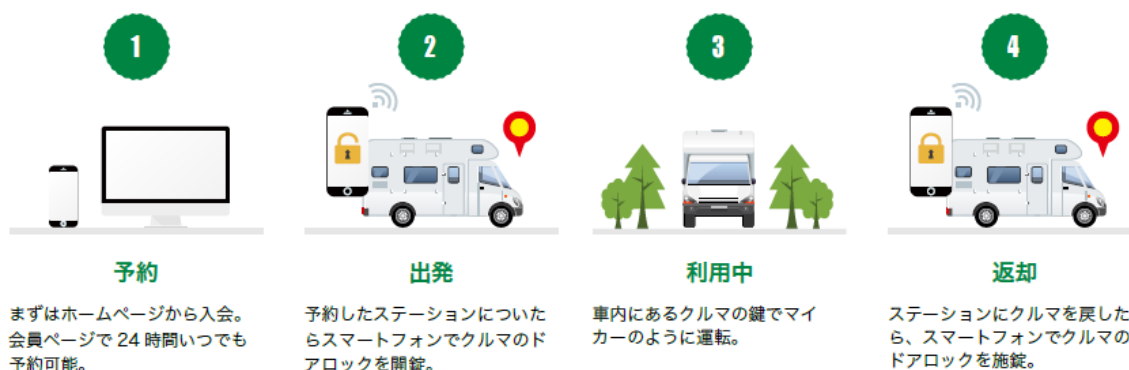 1
2
3
4
予約
出発
利用中
返却
まずはホームページから入会。
会員ページで 24 時間いつでも
予約可能。
予約したステーションについた
らスマートフォンでクルマのド
アロックを開錠。
車内にあるクルマの鍵でマイ
カーのように運転。
ステーションにクルマを戻した
ら、スマートフォンでクルマの
ドアロックを施錠。